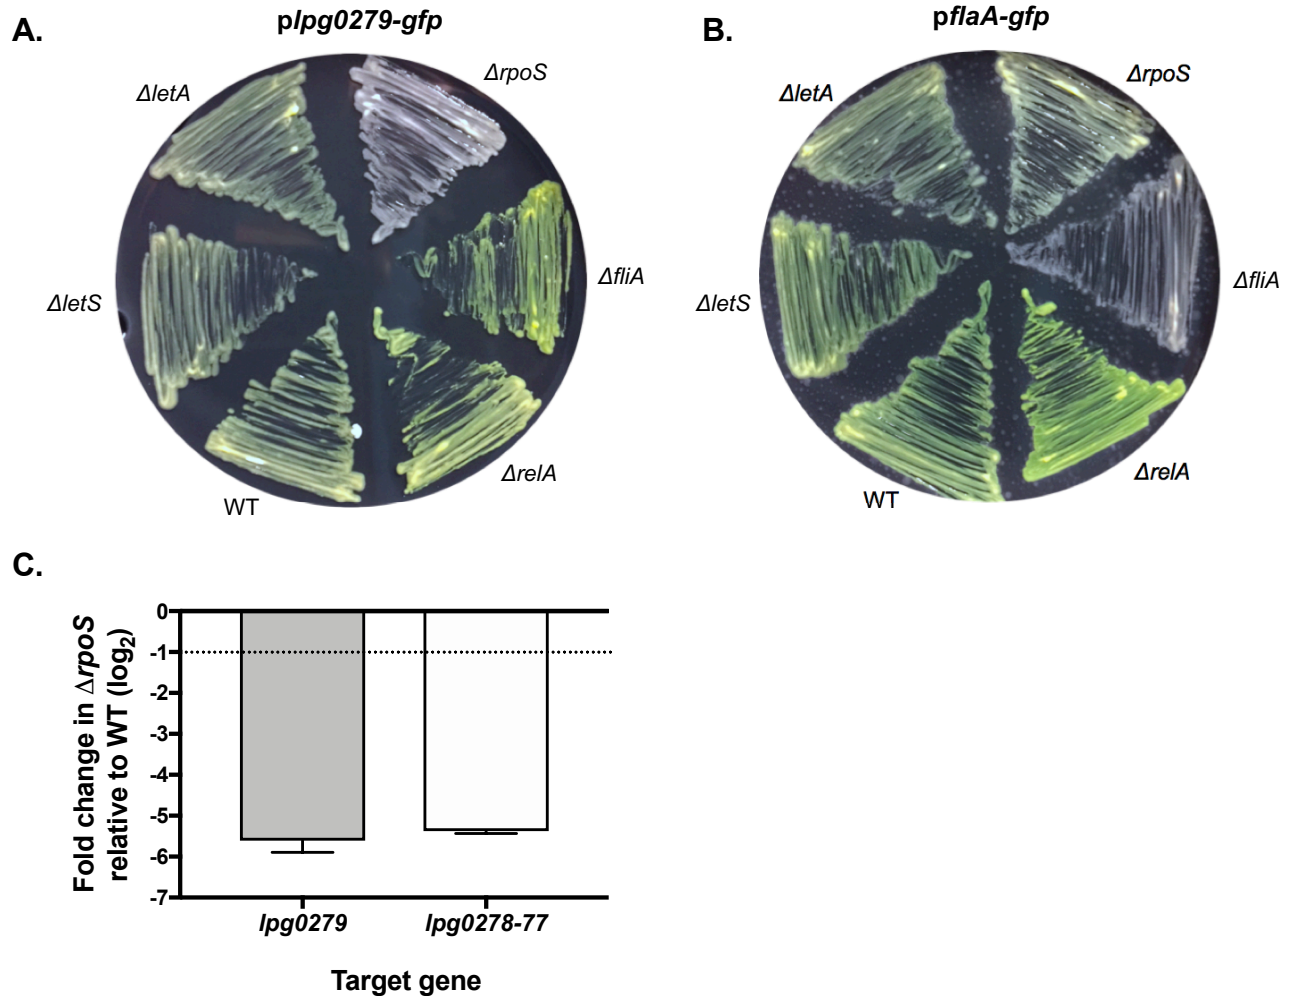 A.
plpg0279-gfp
ΔletA
ΔrpoS
ΔletS
ΔfliA
WT
ΔrelA
B.
pflaA-gfp
ΔletA
ΔrpoS
ΔletS
ΔfliA
WT
ΔrelA
C.
Fold change in ΔrpoS
relative to WT (log2)
0
-1
-2
-3
-4
-5
-6
-7
lpg0279
lpg0278-77
Target gene